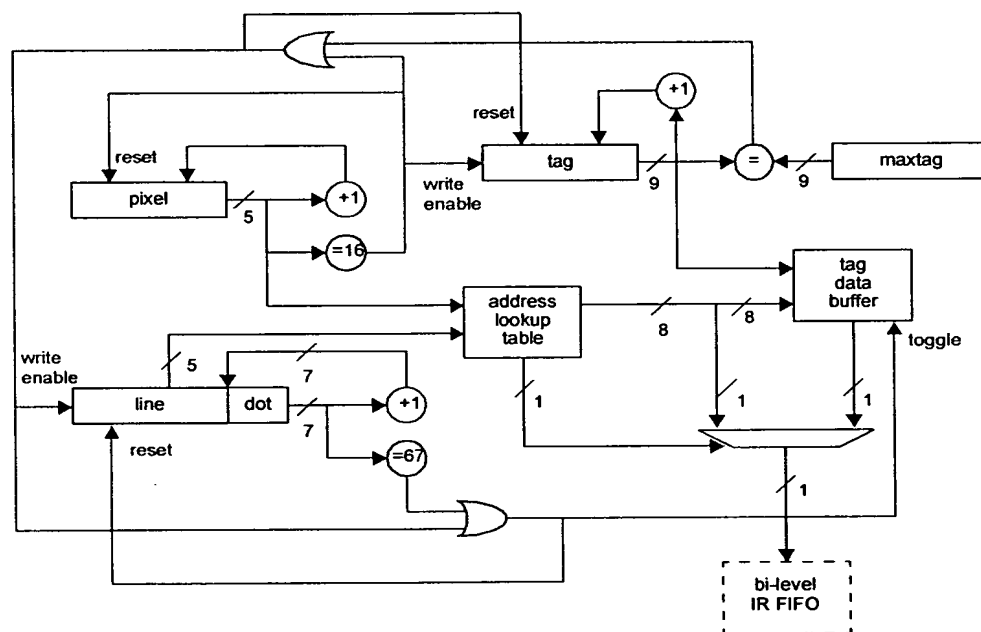 reset
+1
tag
=
maxtag
9
9
write
enable
reset
pixel
5
+1
=16
address
lookup
table
8
8
tag
data
buffer
toggle
write
enable
5
7
1
1
1
line
dot
7
+1
reset
=67
1
bi-level
IR FIFO